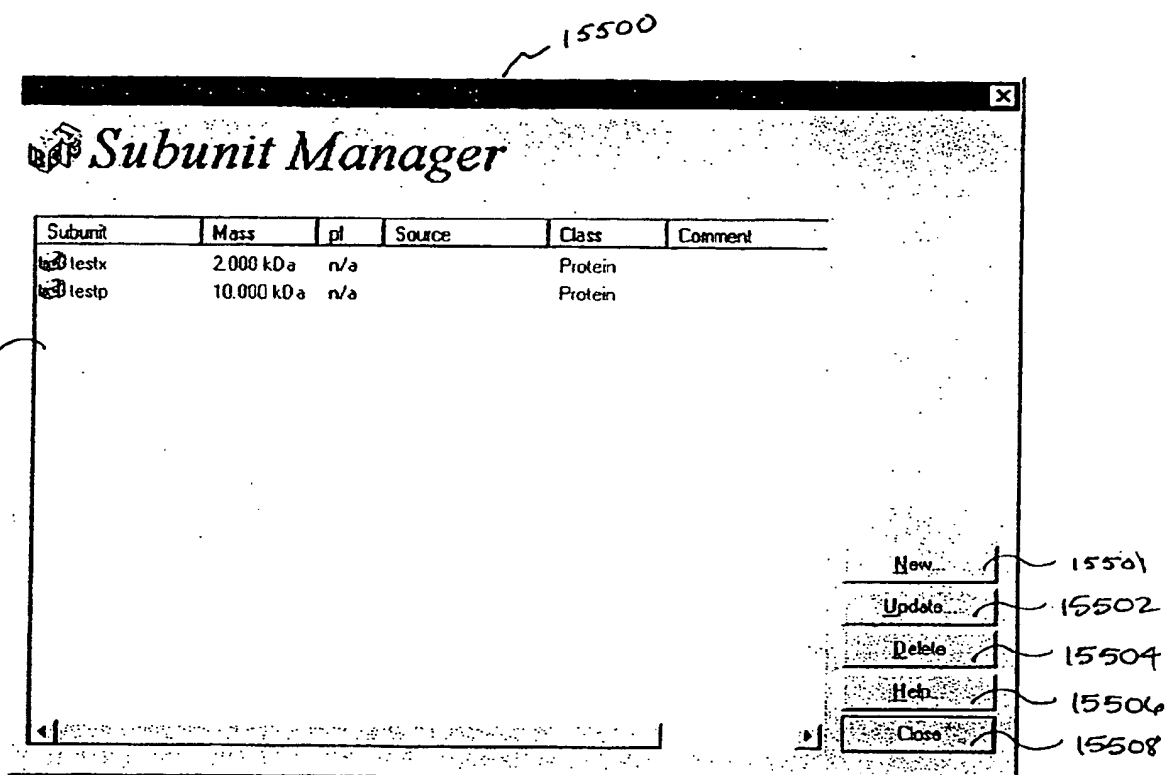 15500
Subunit Manager
Subunit Mass pI Source Class Comment
testx 2.000 kDa n/a Protein
testp 10.000 kDa n/a Protein
New... 15501
Update... 15502
Delete 15504
Help... 15506
Close 15508